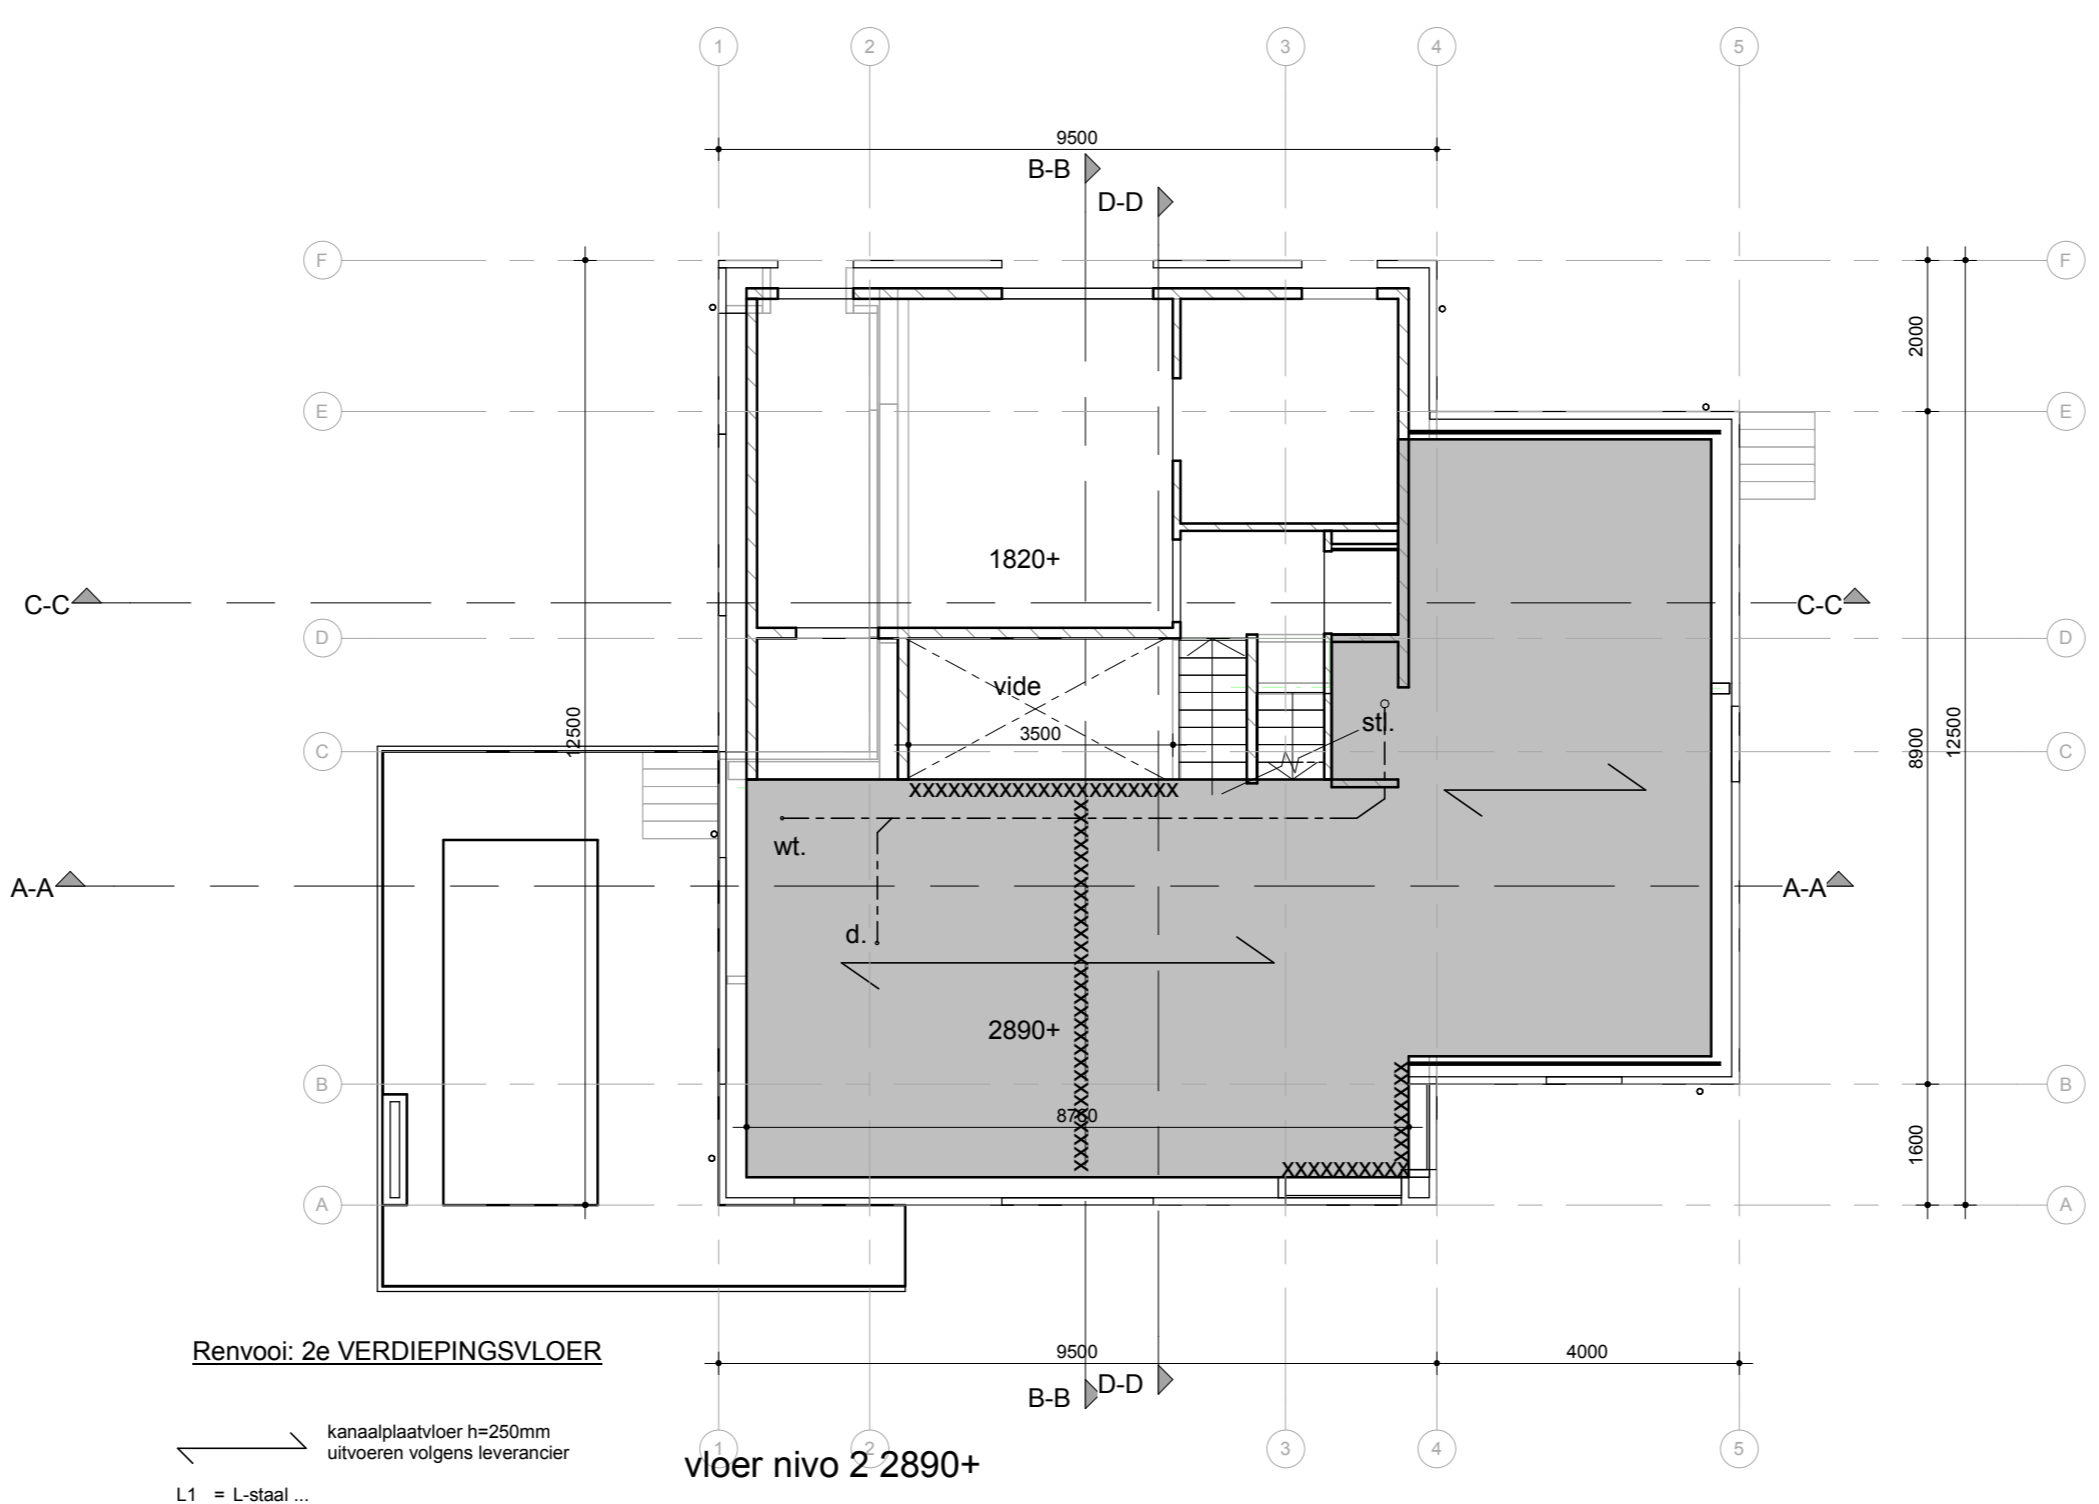 1 2 3 4 5
9500
B-B
D-D
F F
2000
E E
1820+
C-C C-C
D D
vide
stl.
12500
3500
C C
8900
12500
wt.
A-A A-A
d.
2890+
B B
8760
1600
A A
Renvooi: 2e VERDIEPINGSVLOER
9500 4000
B-B D-D
kanaalplaatvloer h=250mm
uitvoeren volgens leverancier
1 2 3 4 5
vloer nivo 2 2890+
L1 = L-staal ...